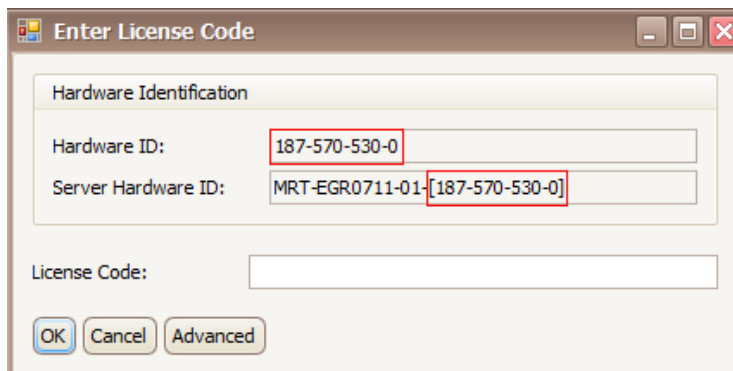 Enter License Code
Hardware Identification
Hardware ID: 187-570-530-0
Server Hardware ID: MRT-EGR0711-01-[187-570-530-0]
License Code:
OK Cancel Advanced